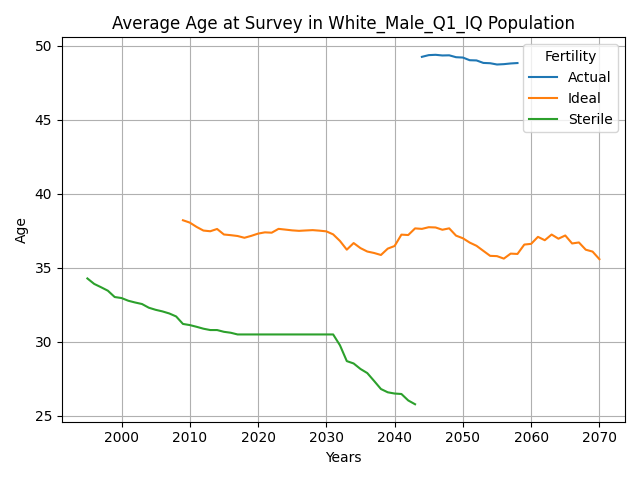 Average Age at Survey in White_Male_Q1_IQ Population
Fertility
Actual
Ideal
Sterile
Age
50
45
40
35
30
25
2000 2010 2020 2030 2040 2050 2060 2070
Years